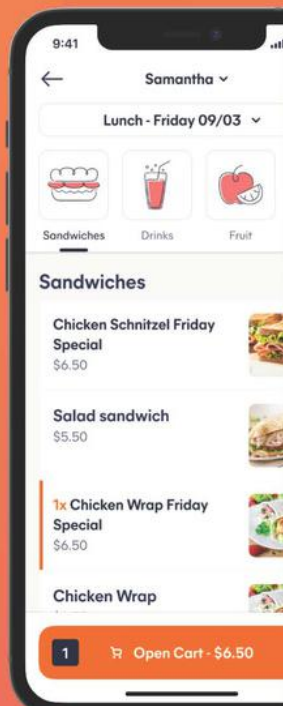 9:41
Samantha
Lunch - Friday 09/03
Sandwiches
Drinks
Fruit
Sandwiches
Chicken Schnitzel Friday
Special
$6.50
Salad sandwich
$5.50
1x Chicken Wrap Friday
Special
$6.50
Chicken Wrap
1
Open Cart - $6.50